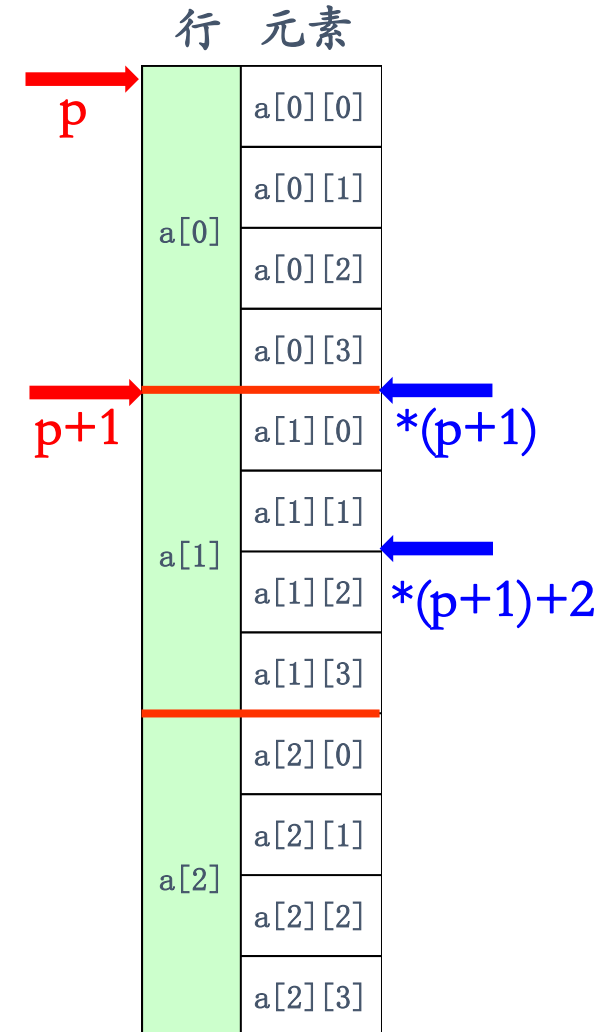 行 元素
p
a[0]
a[0][0]
a[0][1]
a[0][2]
a[0][3]
p+1
*(p+1)
a[1]
a[1][0]
a[1][1]
a[1][2]
*(p+1)+2
a[1][3]
a[2]
a[2][0]
a[2][1]
a[2][2]
a[2][3]